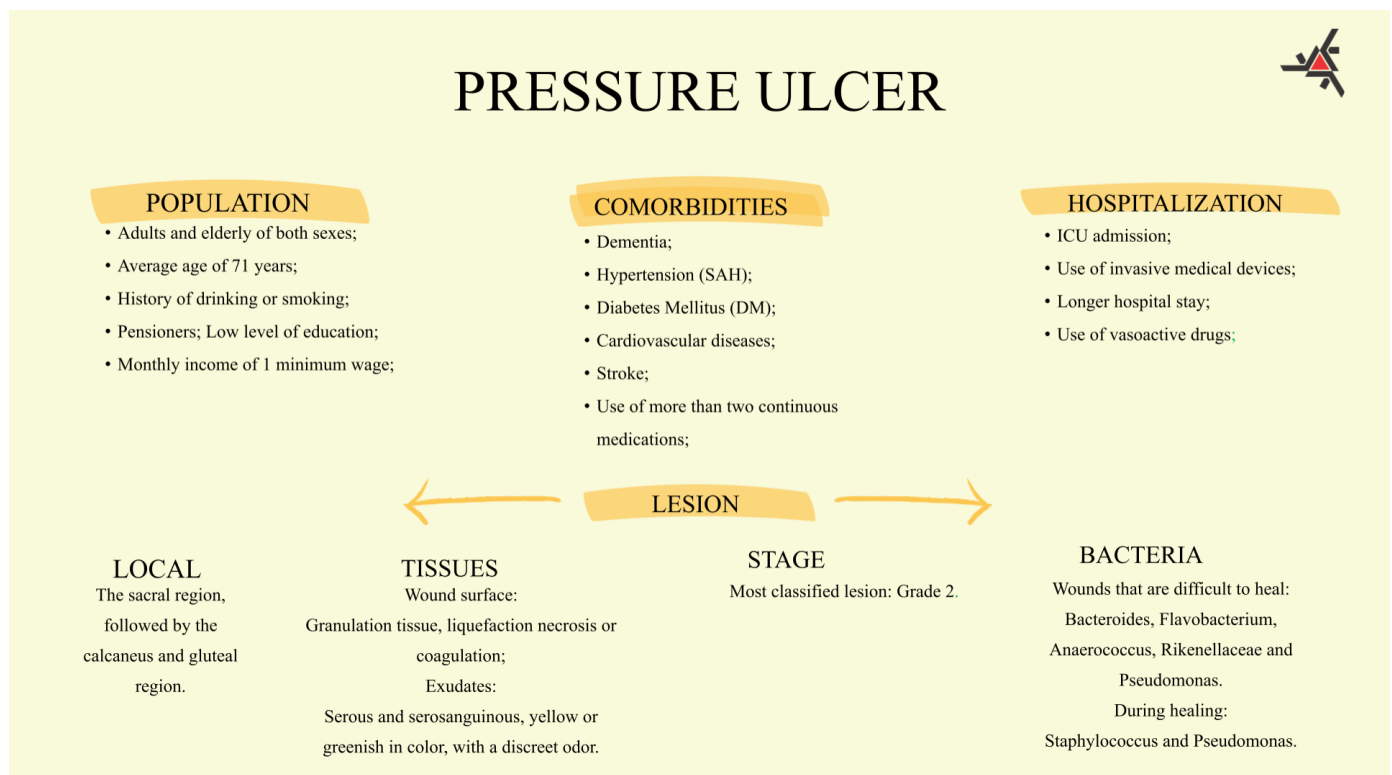 PRESSURE ULCER
POPULATION
• Adults and elderly of both sexes;
• Average age of 71 years;
• History of drinking or smoking;
• Pensioners; Low level of education;
• Monthly income of 1 minimum wage;
COMORBIDITIES
• Dementia;
• Hypertension (SAH);
• Diabetes Mellitus (DM);
• Cardiovascular diseases;
• Stroke;
• Use of more than two continuous
medications;
HOSPITALIZATION
• ICU admission;
• Use of invasive medical devices;
• Longer hospital stay;
• Use of vasoactive drugs;
LESION
LOCAL
The sacral region,
followed by the
calcaneus and gluteal
region.
TISSUES
Wound surface:
Granulation tissue, liquefaction necrosis or
coagulation;
Exudates:
Serous and serosanguinous, yellow or
greenish in color, with a discreet odor.
STAGE
Most classified lesion: Grade 2.
BACTERIA
Wounds that are difficult to heal:
Bacteroides, Flavobacterium,
Anaerococcus, Rikenellaceae and
Pseudomonas.
During healing:
Staphylococcus and Pseudomonas.